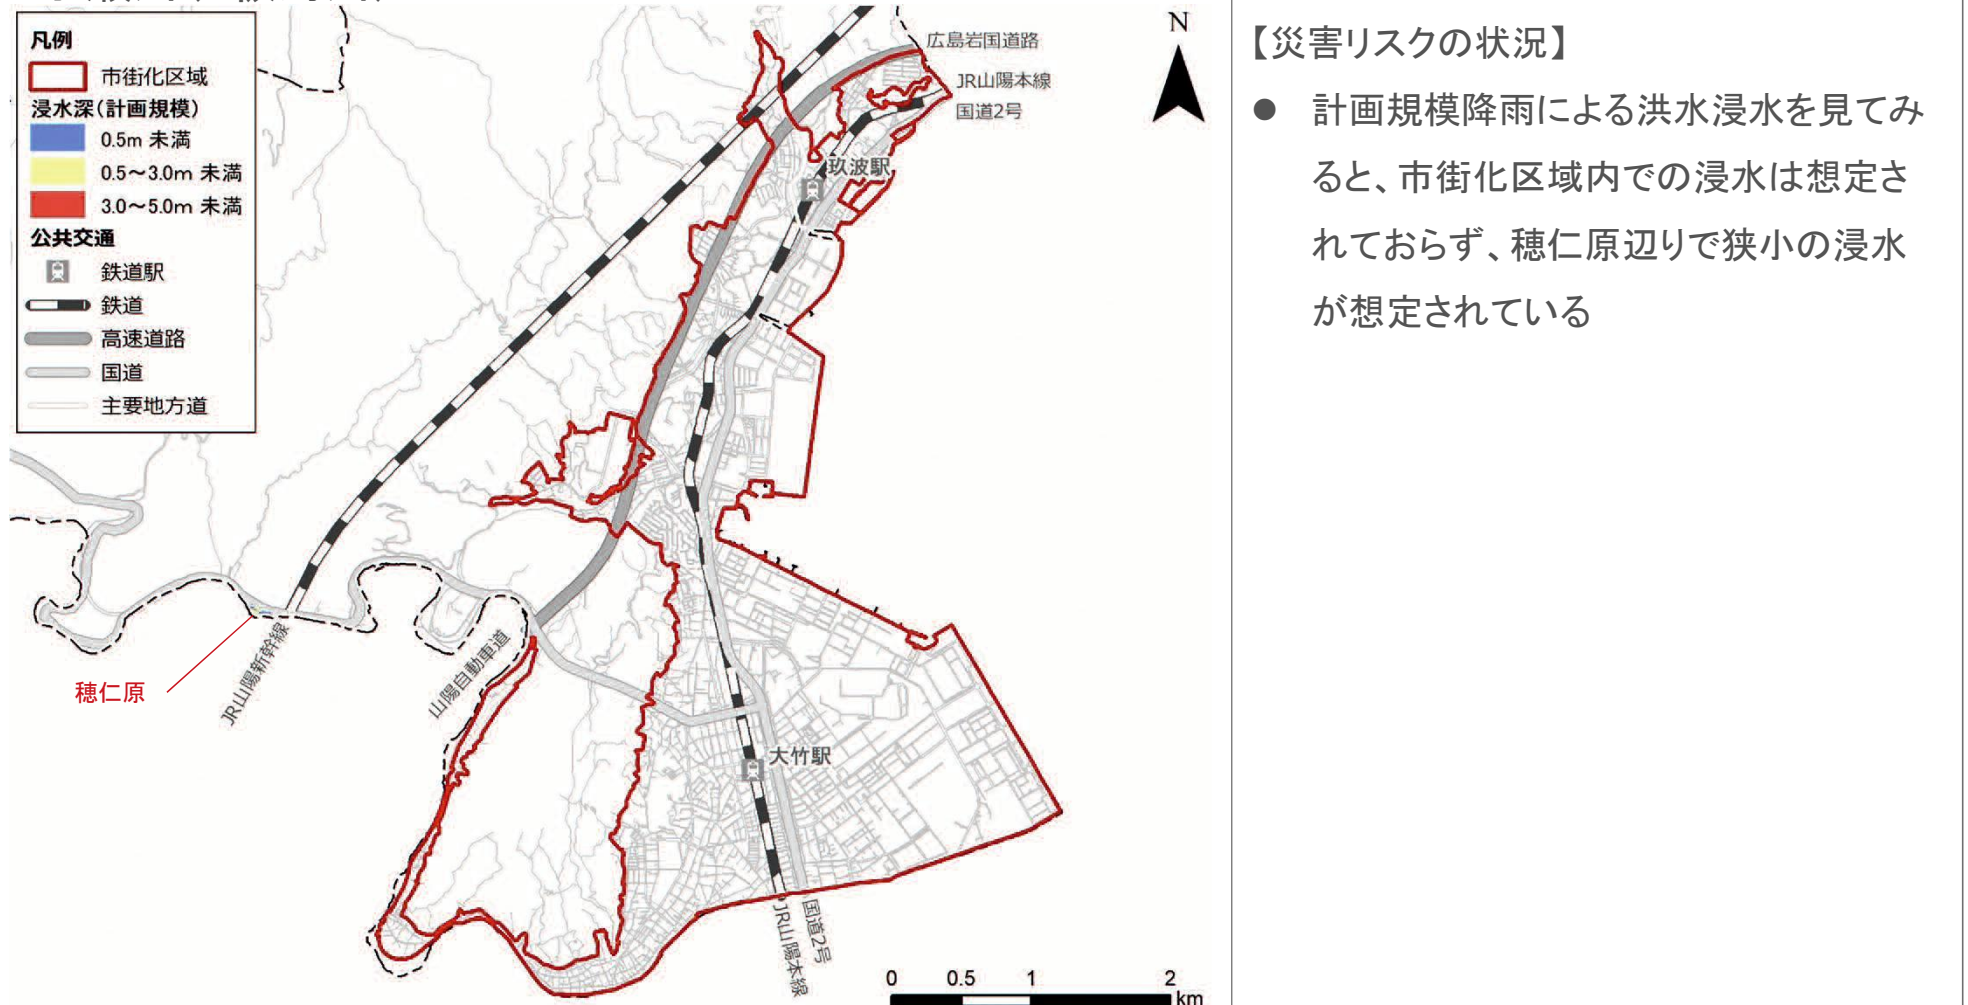 凡例
市街化区域
浸水深(計画規模)
0.5m 未満
0.5～3.0m 未満
3.0～5.0m 未満
公共交通
鉄道駅
鉄道
高速道路
国道
主要地方道
N
広島岩国道路
JR山陽本線
国道2号
玖波駅
穂仁原
JR山陽新幹線
山陽自動車道
大竹駅
JR山陽本線
国道2号
0 0.5 1 2
km
【災害リスクの状況】
● 計画規模降雨による洪水浸水を見てみ
ると、市街化区域内での浸水は想定さ
れておらず、穂仁原辺りで狭小の浸水
が想定されている